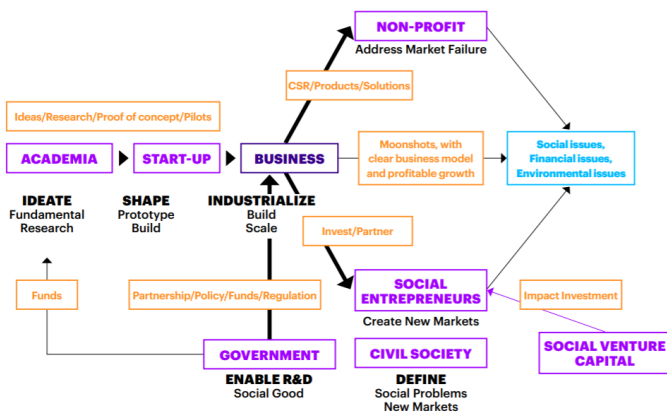 NON-PROFIT
Address Market Failure
CSR/Products/Solutions
Ideas/Research/Proof of concept/Pilots
ACADEMIA
START-UP
BUSINESS
Moonshots, with
clear business model
and profitable growth
Social issues,
Financial issues,
Environmental issues
IDEATE
Fundamental
Research
SHAPE
Prototype
Build
INDUSTRIALIZE
Build
Scale
Invest/Partner
Funds
Partnership/Policy/Funds/Regulation
SOCIAL
ENTREPRENEURS
Create New Markets
Impact Investment
GOVERNMENT
ENABLE R&D
Social Good
CIVIL SOCIETY
DEFINE
Social Problems
New Markets
SOCIAL VENTURE
CAPITAL